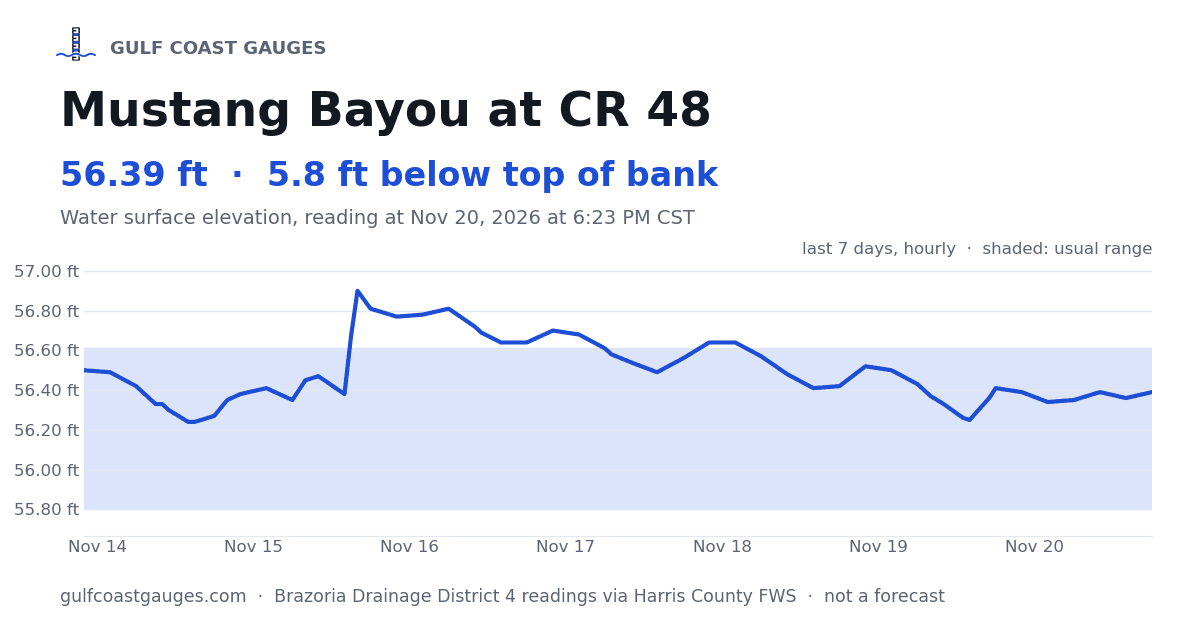 GULF COAST GAUGES
Mustang Bayou at CR 48
56.39 ft · 5.8 ft below top of bank
Water surface elevation, reading at Nov 20, 2026 at 6:23 PM CST
last 7 days, hourly · shaded: usual range
57.00 ft
56.80 ft
56.60 ft
56.40 ft
56.20 ft
56.00 ft
55.80 ft
Nov 14 Nov 15 Nov 16 Nov 17 Nov 18 Nov 19 Nov 20
gulfcoastgauges.com · Brazoria Drainage District 4 readings via Harris County FWS · not a forecast